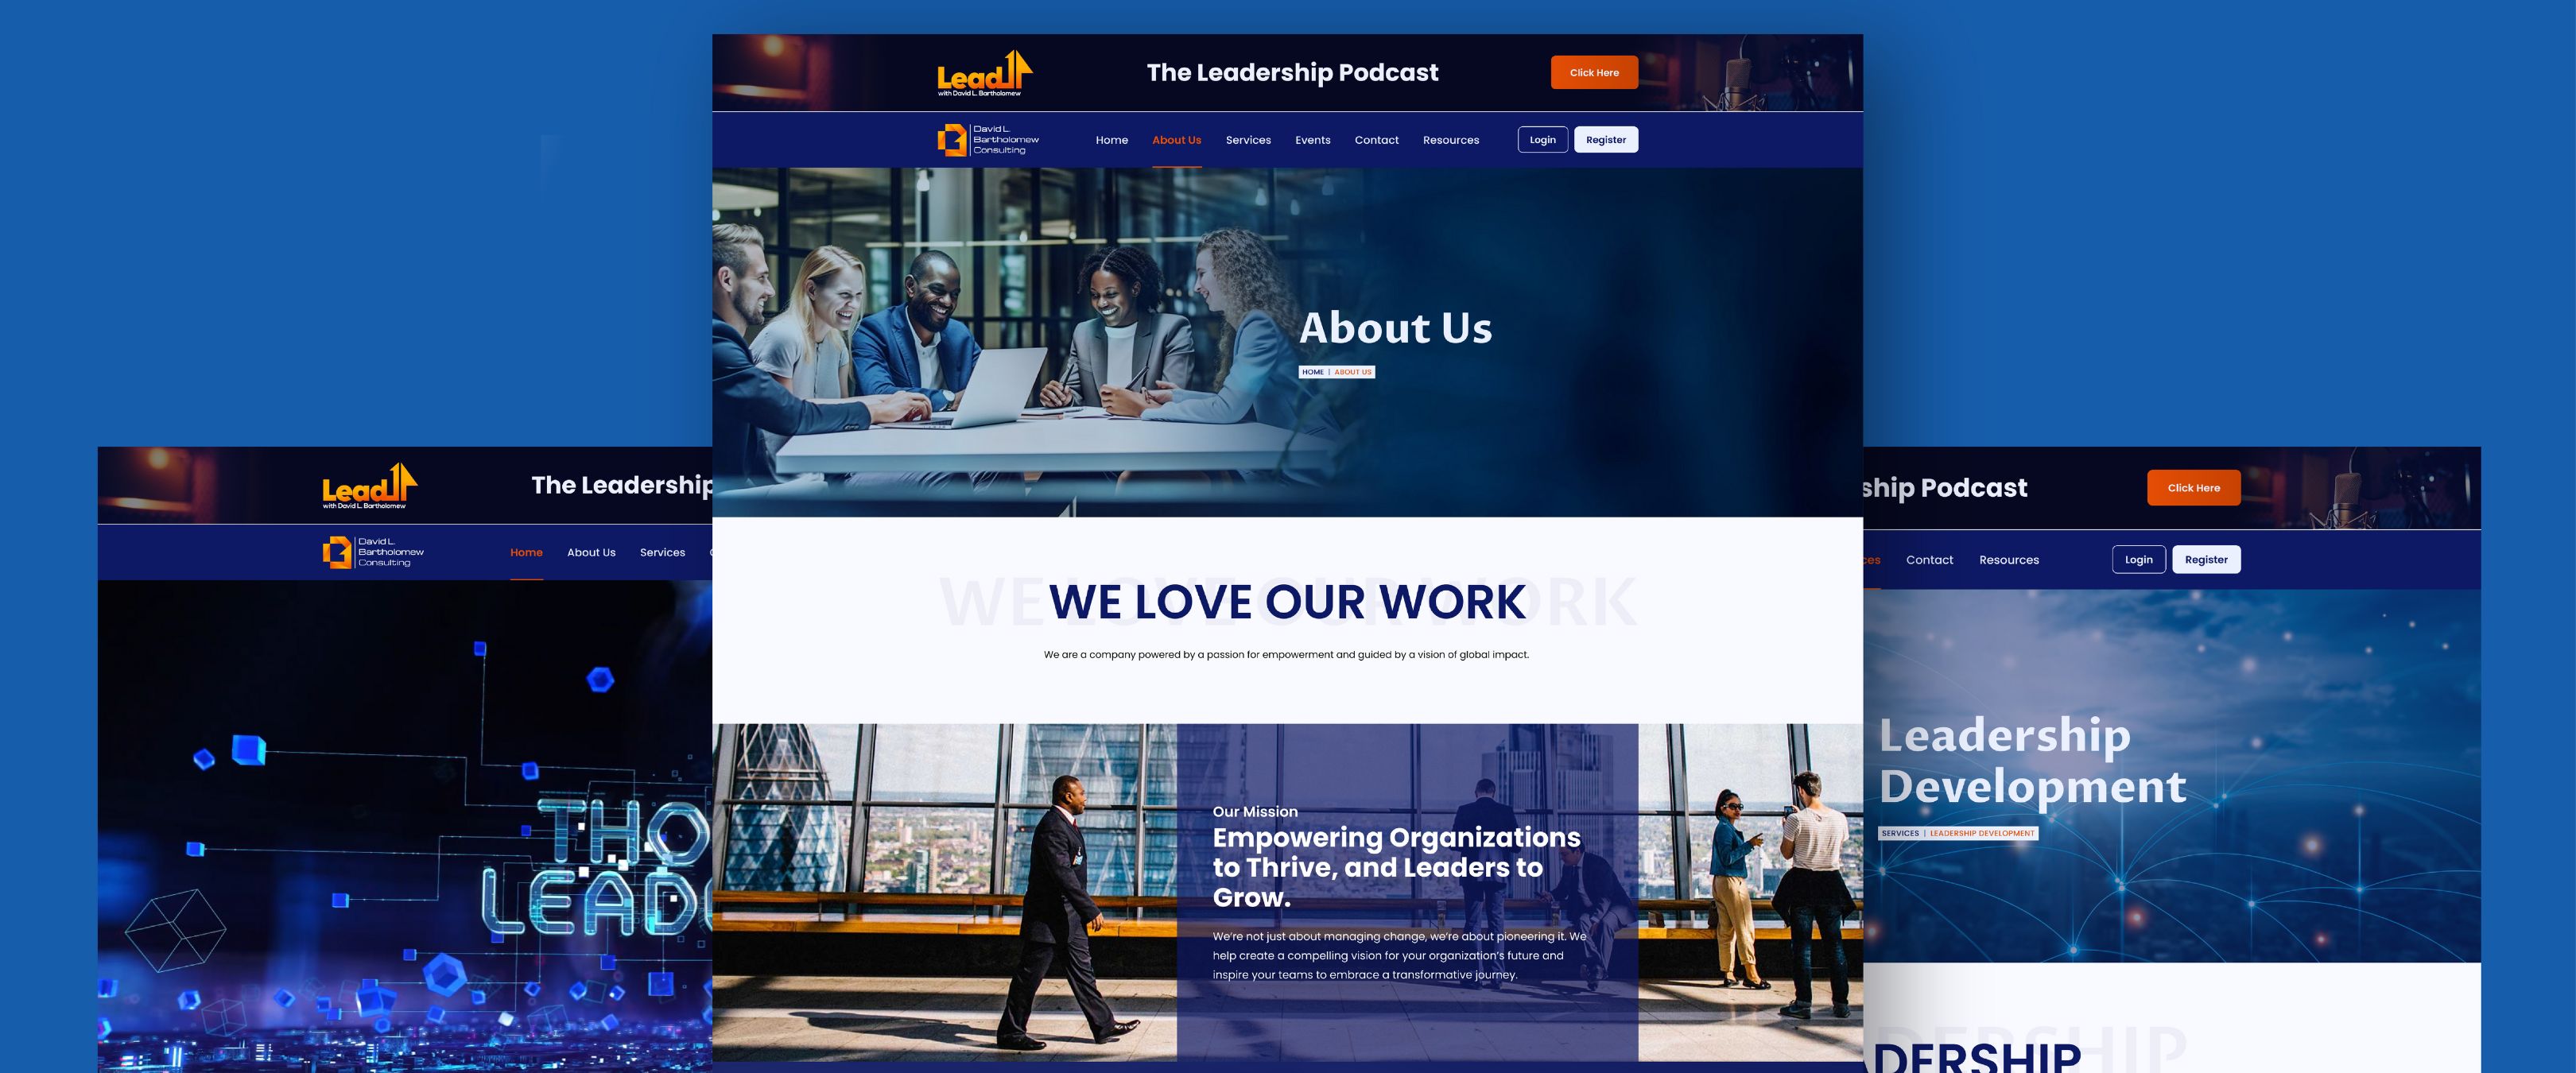 LeadUP
with David L. Bartholomew
The Leadership Podcast
Click Here
David L.
Bartholomew
Consulting
Home About Us Services Events Contact Resources Login Register
About Us
HOME | ABOUT US
WE LOVE OUR WORK
WE LOVE OUR WORK
We are a company powered by a passion for empowerment and guided by a vision of global impact.
Our Mission
Empowering Organizations
to Thrive, and Leaders to
Grow.
We're not just about managing change, we're about pioneering it. We
help create a compelling vision for your organization's future and
inspire your teams to embrace a transformative journey.
with David L. Bartholomew
The Leadership
David L.
Bartholomew
Consulting
Home About Us Services
THO
LEAD
ship Podcast
Click Here
ces Contact Resources Login Register
Leadership
Development
SERVICES | LEADERSHIP DEVELOPMENT
DERSHIP